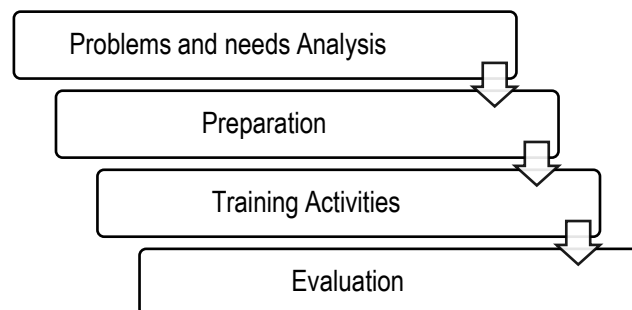 Problems and needs Analysis
Preparation
Training Activities
Evaluation